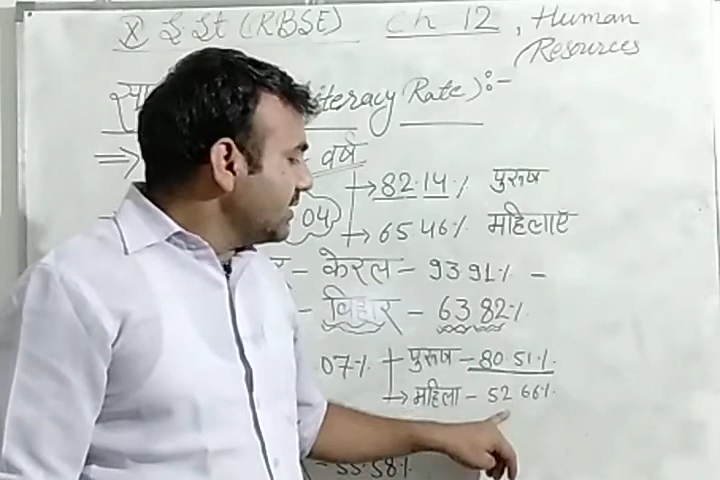 X S St (RBSE) Ch 12, Human
Resources
Literacy Rate):-
⇒ वर्ष
→ 82.14% पुरुष
04
→ 65.46% महिलाएँ
- केरल - 93.91% -
- बिहार - 63.82%
07% पुरुष - 80.51%
→ महिला - 52.66%
- 55.58%